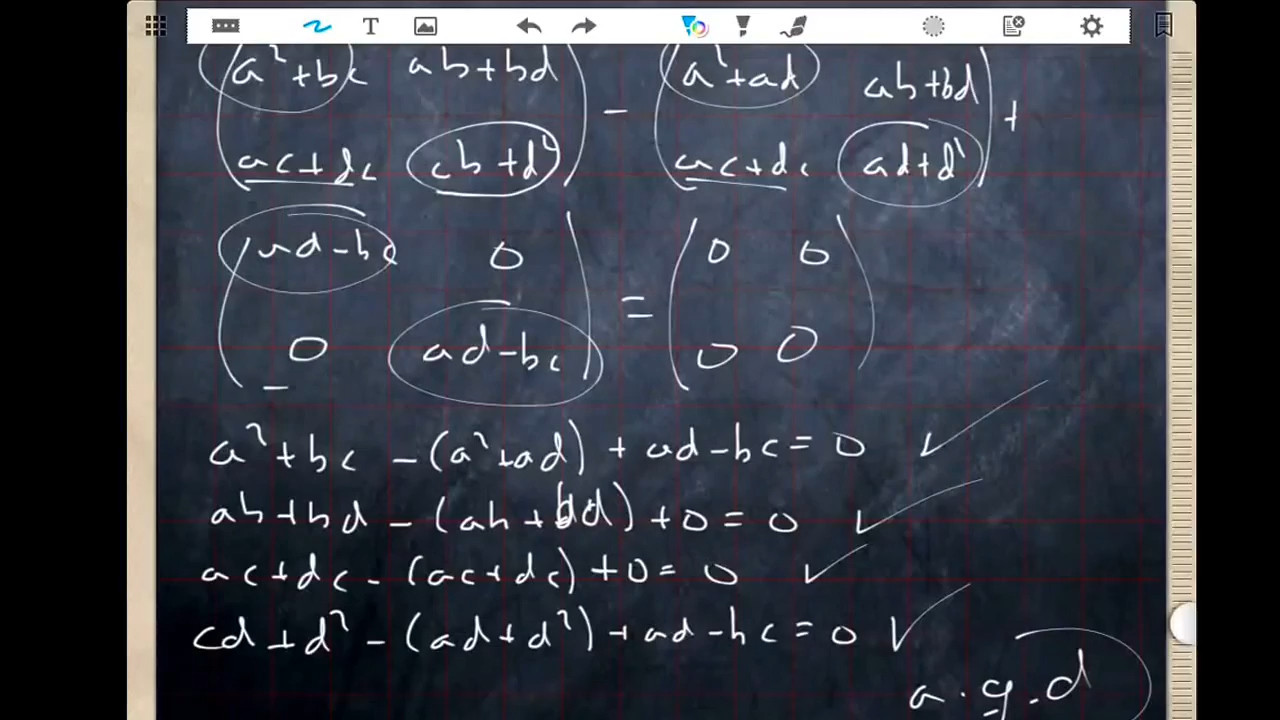 a²+bc ab+bd - a²+ad ab+bd +
ac+dc cb+d² ac+dc ad+d²
ad-bc 0 = 0 0
0 ad-bc 0 0
a²+bc -(a²+ad) + ad-bc = 0 ✓
ab+bd -(ab+bd) +0 = 0 ✓
ac+dc -(ac+dc) +0 = 0 ✓
cd+d² -(ad+d²) + ad-bc = 0 ✓
a.q.d